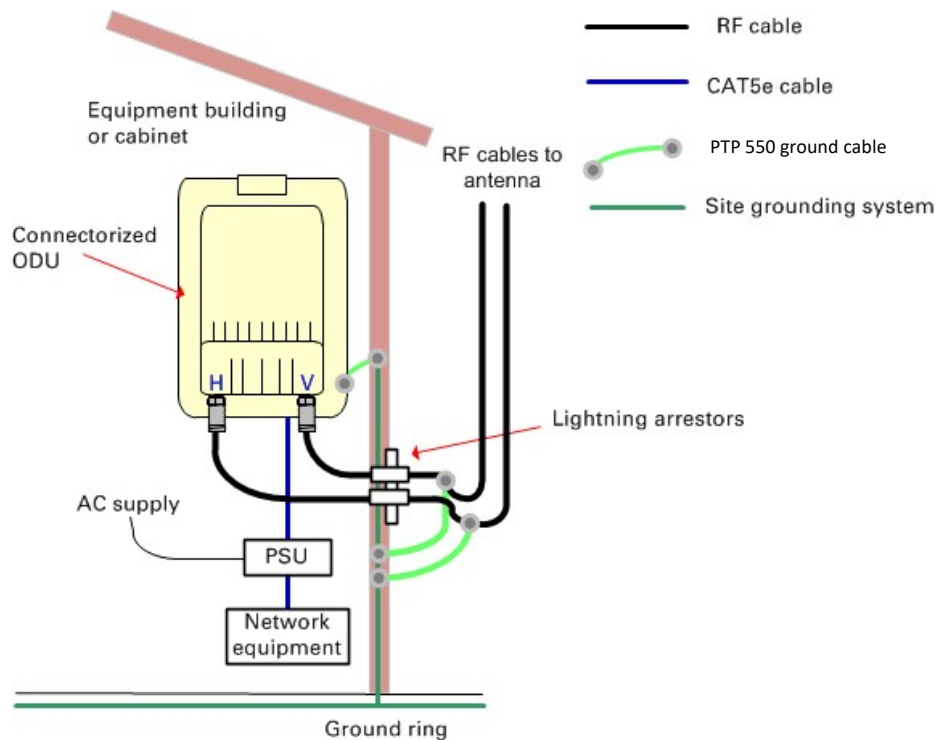 RF cable
CAT5e cable
PTP 550 ground cable
Site grounding system
Equipment building
or cabinet
RF cables to
antenna
Connectorized
ODU
H
V
Lightning arrestors
AC supply
PSU
Network
equipment
Ground ring